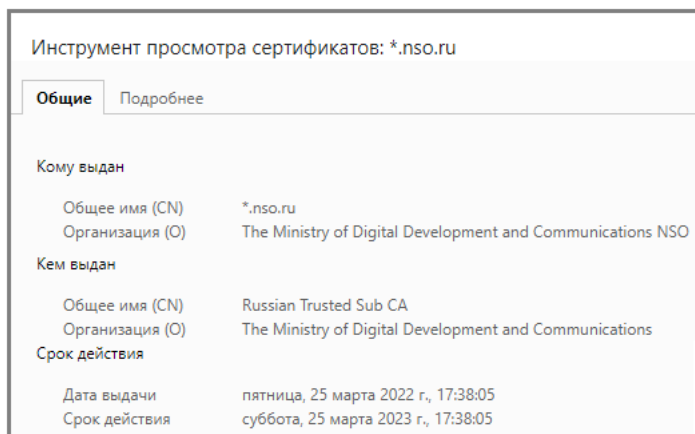 Инструмент просмотра сертификатов: *.nso.ru
Общие Подробнее
Кому выдан
Общее имя (CN) *.nso.ru
Организация (O) The Ministry of Digital Development and Communications NSO
Кем выдан
Общее имя (CN) Russian Trusted Sub CA
Организация (O) The Ministry of Digital Development and Communications
Срок действия
Дата выдачи пятница, 25 марта 2022 г., 17:38:05
Срок действия суббота, 25 марта 2023 г., 17:38:05